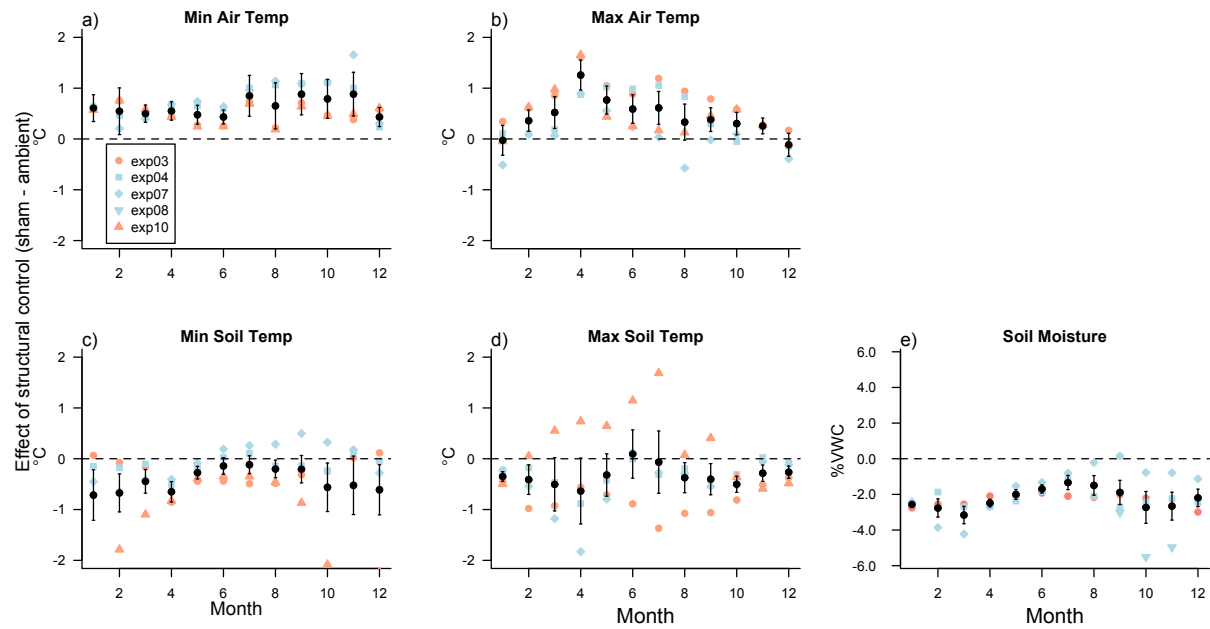 Effect of structural control (sham - ambient)
a) Min Air Temp
°C
2
1
0
-1
-2
exp03
exp04
exp07
exp08
exp10
2 4 6 8 10 12
b) Max Air Temp
°C
2
1
0
-1
-2
2 4 6 8 10 12
c) Min Soil Temp
°C
2
1
0
-1
-2
2 4 6 8 10 12
Month
d) Max Soil Temp
°C
2
1
0
-1
-2
2 4 6 8 10 12
Month
e) Soil Moisture
%VWC
6.0
4.0
2.0
0.0
-2.0
-4.0
-6.0
2 4 6 8 10 12
Month